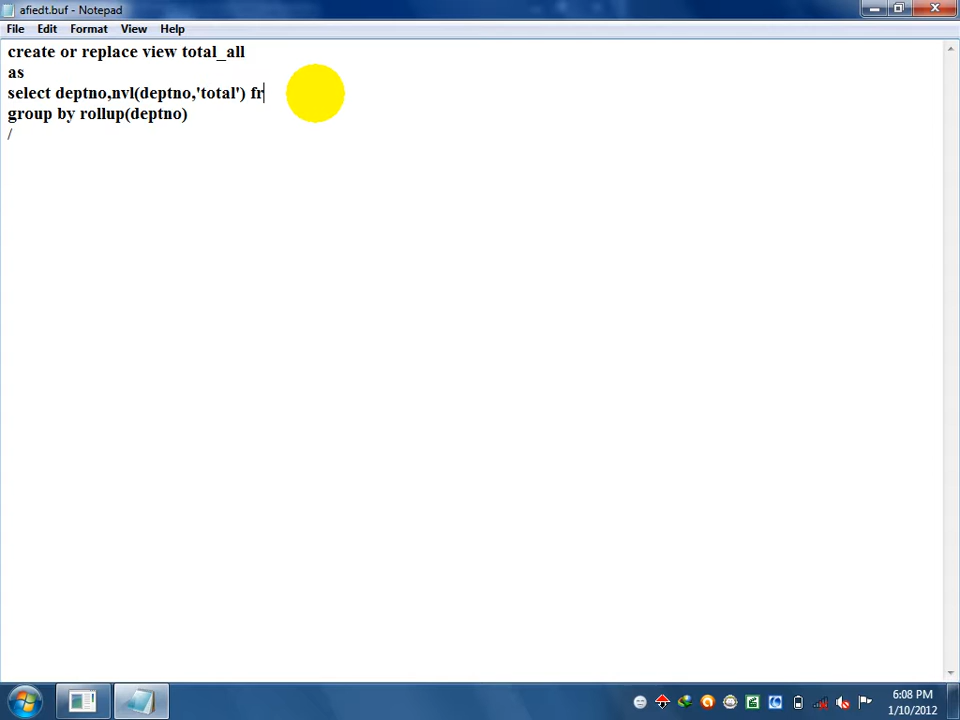 afiedt.buf - Notepad
File Edit Format View Help
create or replace view total_all
as
select deptno,nvl(deptno,'total') fr
group by rollup(deptno)
/
6:08 PM
1/10/2012